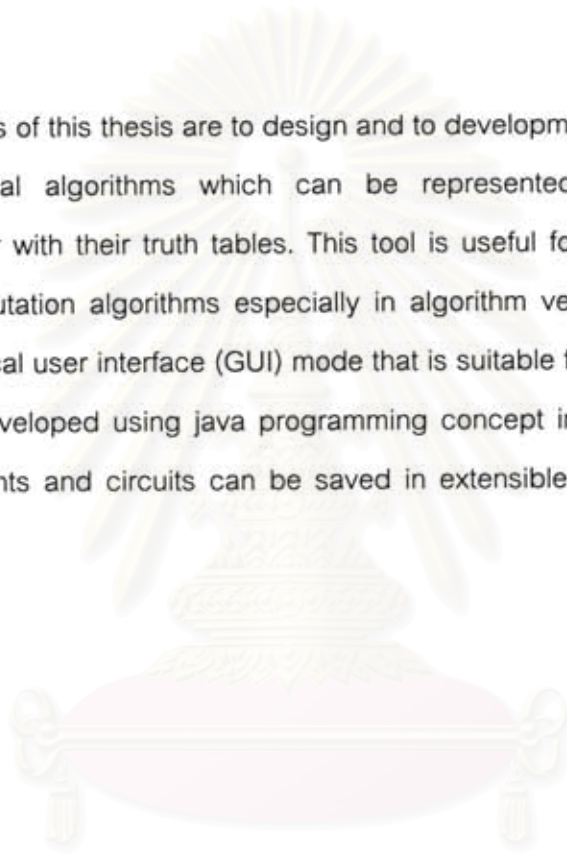 s of this thesis are to design and to developm
al algorithms which can be represented
with their truth tables. This tool is useful fo
utation algorithms especially in algorithm ve
cal user interface (GUI) mode that is suitable f
veloped using java programming concept in
nts and circuits can be saved in extensible